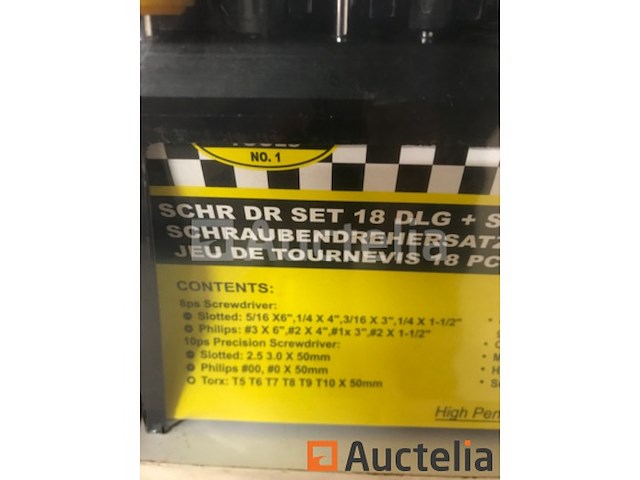 NO. 1
SCHR DR SET 18 DLG + S
SCHRAUBENDREHERSATZ
JEU DE TOURNEVIS 18 PC
CONTENTS:
8ps Screwdriver:
Slotted: 5/16 X6",1/4 X 4",3/16 X 3",1/4 X 1-1/2"
Philips: #3 X 6",#2 X 4",#1x 3",#2 X 1-1/2"
10ps Precision Screwdriver:
Slotted: 2.5 3.0 X 50mm
Philips #00, #0 X 50mm
Torx: T5 T6 T7 T8 T9 T10 X 50mm
High Per
Auctelia
Auctelia